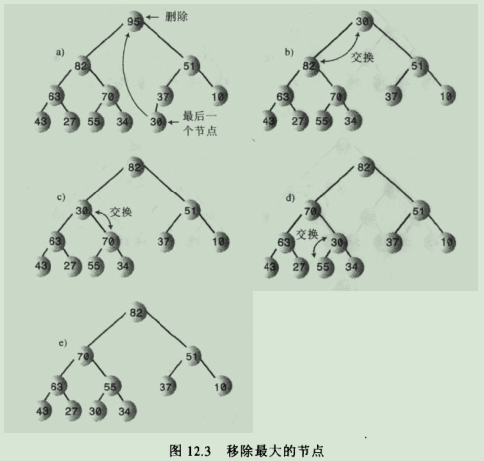 95 删除
a)
82 51
63 70 37 10
43 27 55 34 30 最后一
个节点
30
b) 交换
82 51
63 70 37 10
43 27 55 34
82
c)
30 交换 51
63 70 37 10
43 27 55 34
82
d)
70 51
63 交换 30 37 10
43 27 55 34
82
e)
70 51
63 55 37 10
43 27 30 34
图 12.3 移除最大的节点